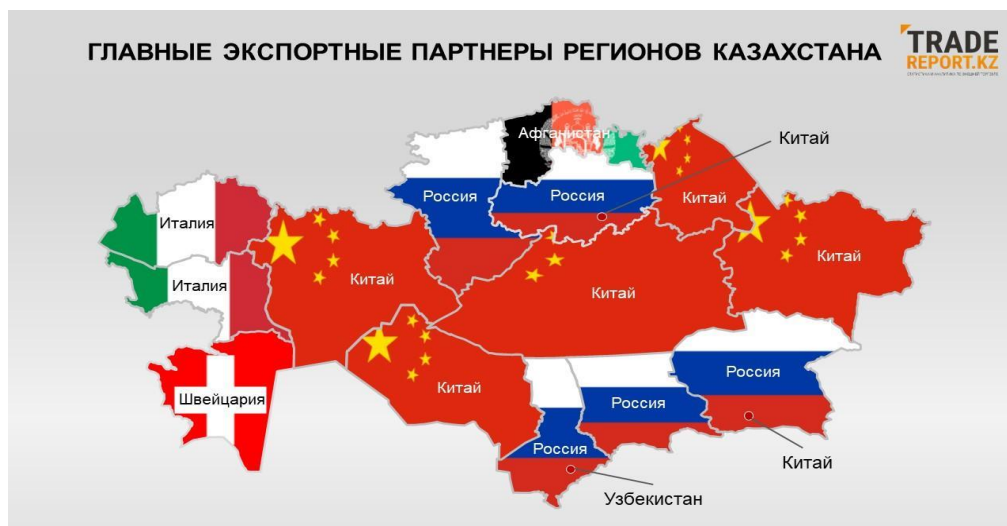 ГЛАВНЫЕ ЭКСПОРТНЫЕ ПАРТНЕРЫ РЕГИОНОВ КАЗАХСТАНА
TRADE
REPORT.KZ
Афганистан
Китай
Россия
Россия
Китай
Италия
Китай
Италия
Китай
Китай
Швейцария
Китай
Россия
Россия
Россия
Китай
Узбекистан